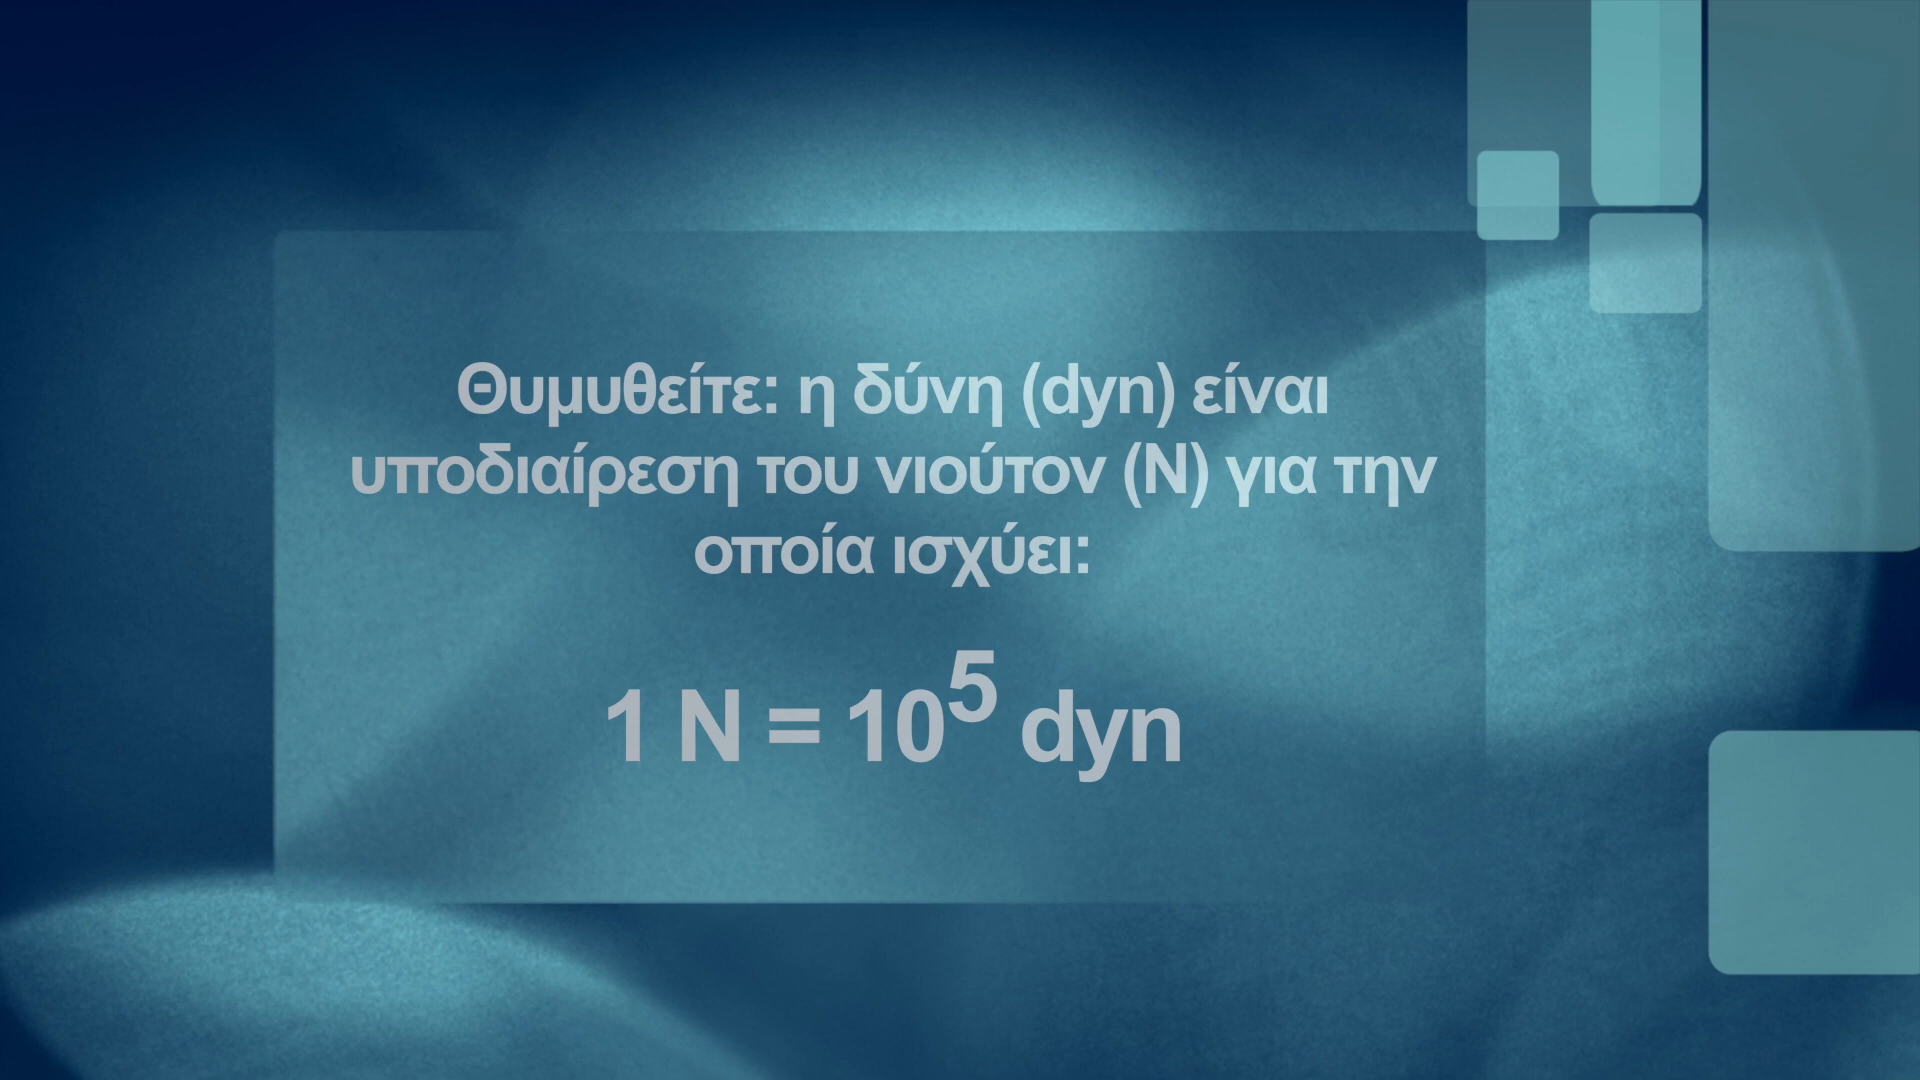 Θυμυθείτε: η δύνη (dyn) είναι
υποδιαίρεση του νιούτον (Ν) για την
οποία ισχύει:
1 N = 10⁵ dyn